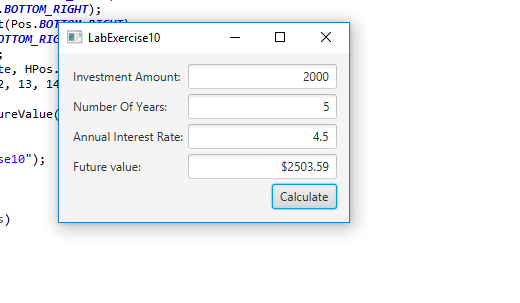 .BOTTOM_RIGHT);
t(Pos.BOTTOM_RIGHT)
OTTOM_RIG
;
te, HPos.
2, 13, 14
ureValue(
se10");
s)
LabExercise10
Investment Amount: 2000
Number Of Years: 5
Annual Interest Rate: 4.5
Future value: $2503.59
Calculate